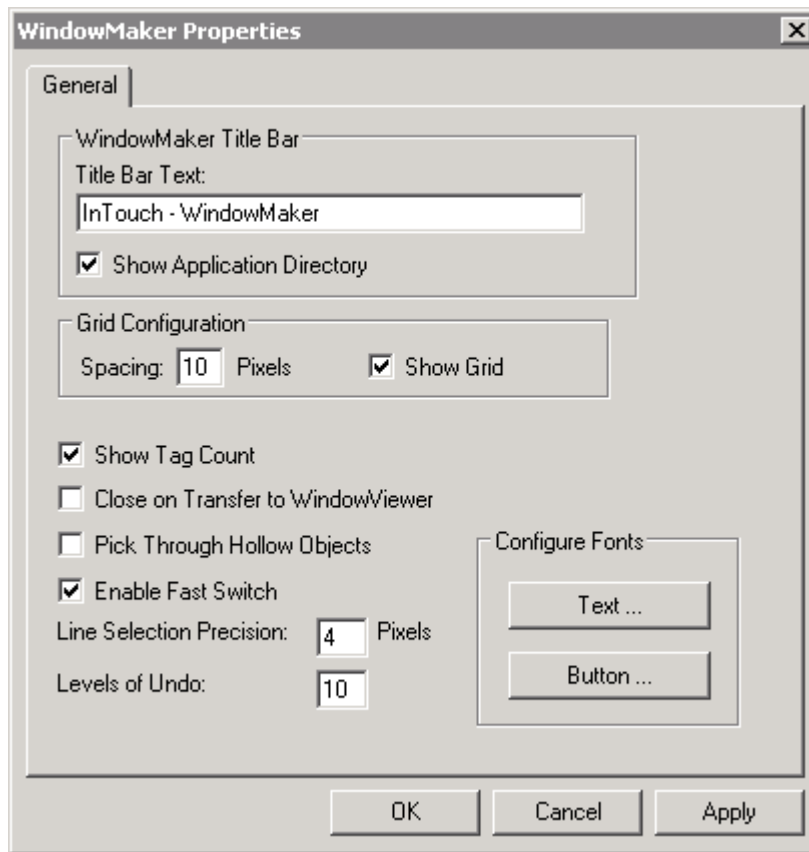 WindowMaker Properties
General
WindowMaker Title Bar
Title Bar Text:
InTouch - WindowMaker
Show Application Directory
Grid Configuration
Spacing: 10 Pixels Show Grid
Show Tag Count
Close on Transfer to WindowViewer
Pick Through Hollow Objects
Enable Fast Switch
Line Selection Precision: 4 Pixels
Levels of Undo: 10
Configure Fonts
Text ...
Button ...
OK Cancel Apply